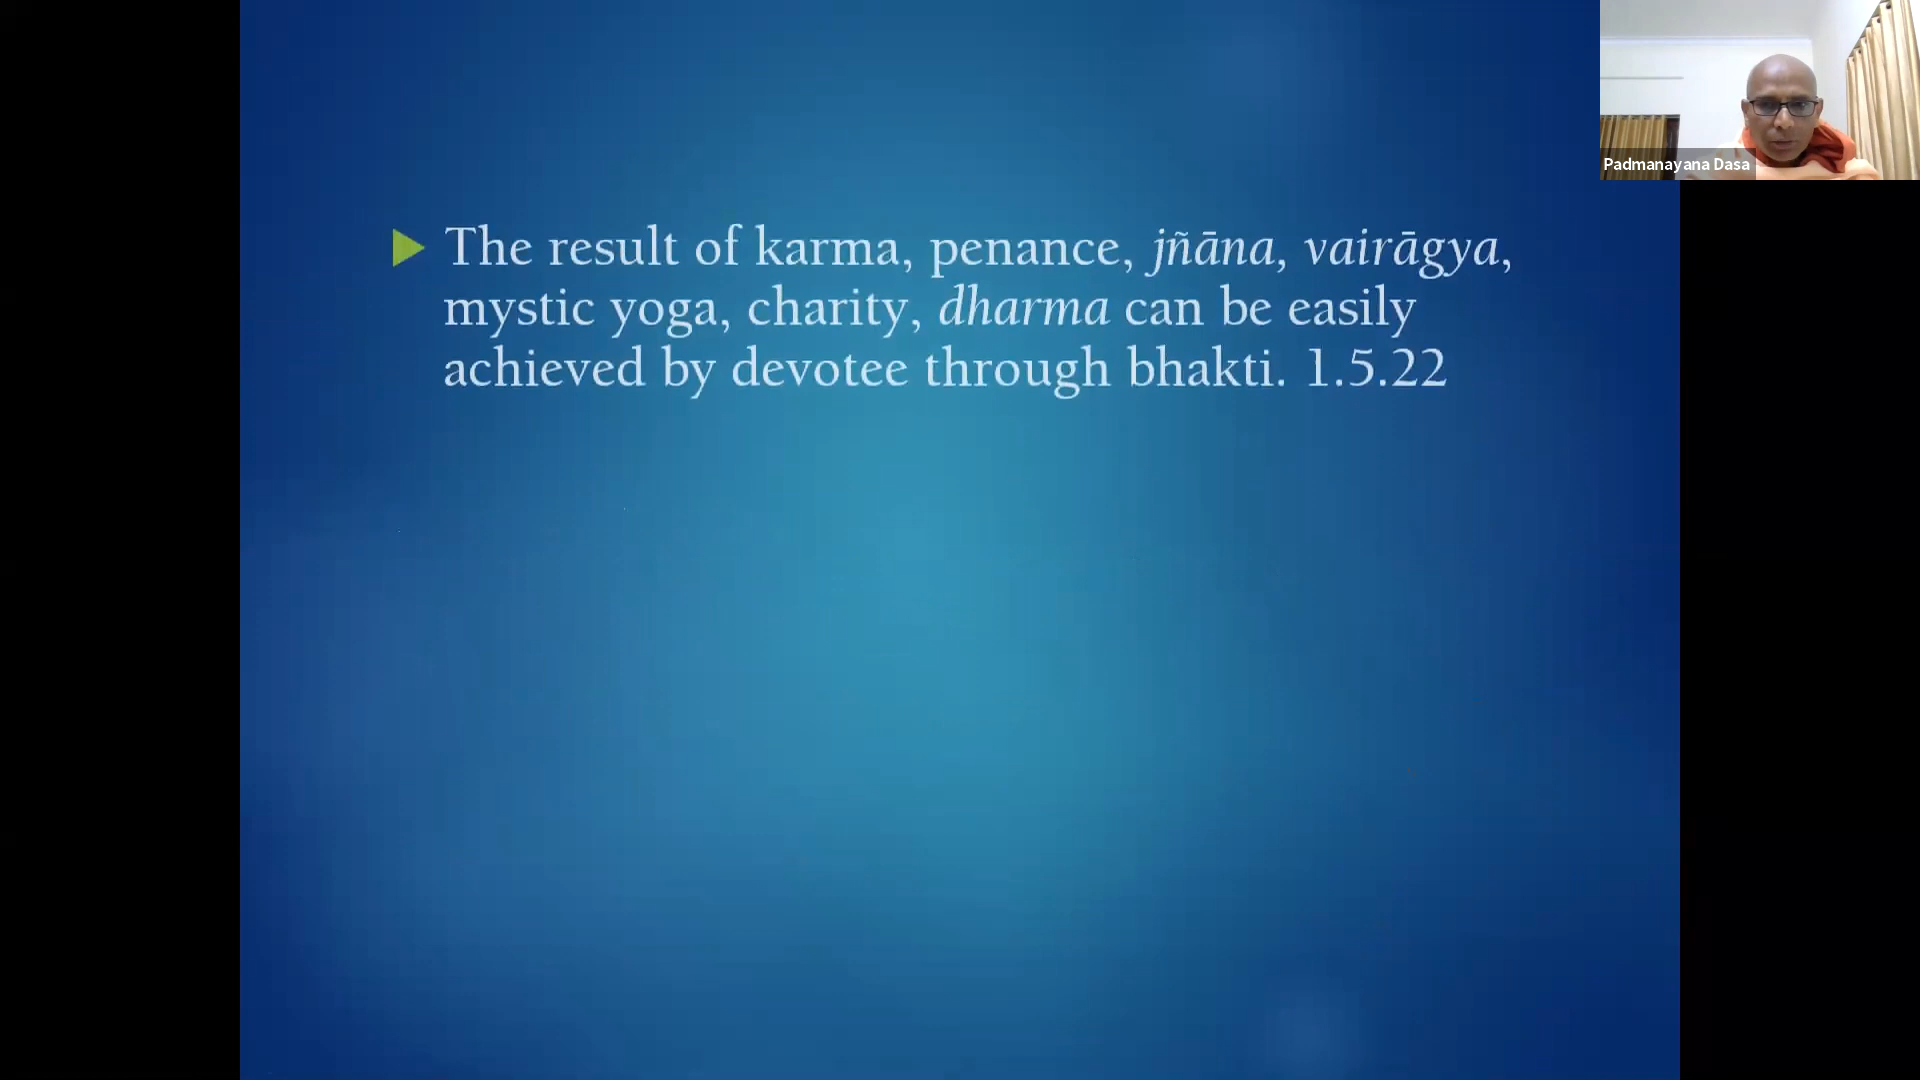 The result of karma, penance, jñāna, vairāgya,
mystic yoga, charity, dharma can be easily
achieved by devotee through bhakti. 1.5.22
Padmanayana Dasa